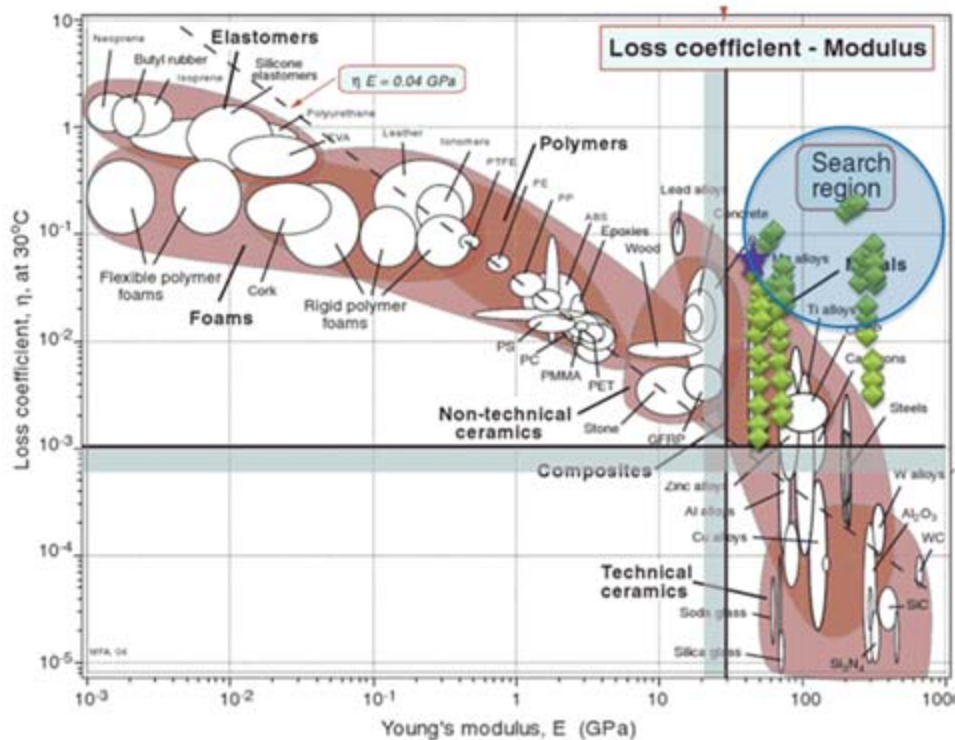 10
1
10-1
10-2
10-3
10-4
10-5
Loss coefficient, η, at 30°C
Neoprene
Butyl rubber
Isoprene
Elastomers
Silicone
elastomers
η E = 0.04 GPa
Polyurethane
EVA
Leather
Ionomers
Polymers
PTFE
PE
PP
ABS
Epoxies
Wood
Lead alloys
Concrete
Loss coefficient - Modulus
Search
region
Mg alloys
Ti alloys
Steels
W alloys
Al2O3
WC
SiC
Si3N4
Flexible polymer
foams
Foams
Cork
Rigid polymer
foams
PS
PC
PMMA
PET
Non-technical
ceramics
Stone
GFRP
Composites
Zinc alloys
Al alloys
Cu alloys
Technical
ceramics
Soda glass
Silica glass
MFA, 04
10-3
10-2
10-1
1
10
100
1000
Young's modulus, E (GPa)